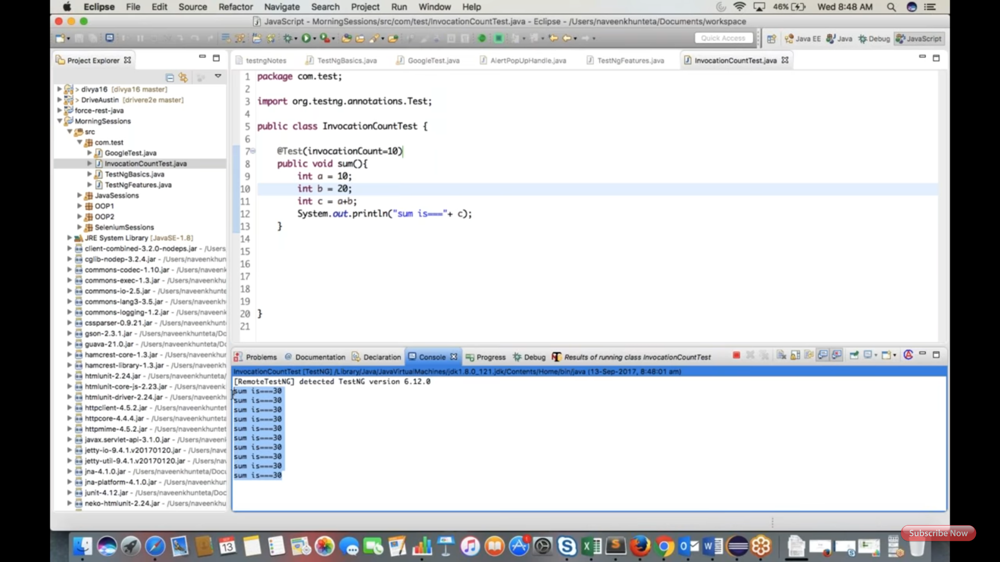 Eclipse File Edit Source Refactor Navigate Search Project Run Window Help 46% Wed 8:48 AM
JavaScript - MorningSessions/src/com/test/InvocationCountTest.java - Eclipse - /Users/naveenkhunteta/Documents/workspace
Quick Access Java EE Java Debug JavaScript
Project Explorer
> divya16 [divya16 master]
> DriveAustin [drivere2e master]
force-rest-java
MorningSessions
src
com.test
GoogleTest.java
InvocationCountTest.java
TestNgBasics.java
TestNgFeatures.java
JavaSessions
OOP1
OOP2
SeleniumSessions
JRE System Library [JavaSE-1.8]
client-combined-3.2.0-nodeps.jar - /Users
cglib-nodep-3.2.4.jar - /Users/naveenkhun
commons-codec-1.10.jar - /Users/naveenk
commons-exec-1.3.jar - /Users/naveenkh
commons-io-2.5.jar - /Users/naveenkhunte
commons-lang3-3.5.jar - /Users/naveenkh
commons-logging-1.2.jar - /Users/naveenk
cssparser-0.9.21.jar - /Users/naveenkhun
gson-2.3.1.jar - /Users/naveenkhunteta/Do
guava-21.0.jar - /Users/naveenkhunteta/Do
hamcrest-core-1.3.jar - /Users/naveenkh
hamcrest-library-1.3.jar - /Users/naveenkh
htmlunit-2.24.jar - /Users/naveenkhunteta
htmlunit-core-js-2.23.jar - /Users/naveenkh
htmlunit-driver-2.24.jar - /Users/naveenkh
httpclient-4.5.2.jar - /Users/naveenkhunte
httpcore-4.4.4.jar - /Users/naveenkhuntet
httpmime-4.5.2.jar - /Users/naveenkhuntet
javax.servlet-api-3.1.0.jar - /Users/naveen
jetty-io-9.4.1.v20170120.jar - /Users/nave
jetty-util-9.4.1.v20170120.jar - /Users/na
jna-4.1.0.jar - /Users/naveenkhunteta/Docu
jna-platform-4.1.0.jar - /Users/naveenkhun
junit-4.12.jar - /Users/naveenkhunteta/Doc
neko-htmlunit-2.24.jar - /Users/naveenkhu
testngNotes TestNgBasics.java GoogleTest.java AlertPopUpHandle.java TestNgFeatures.java InvocationCountTest.java
1 package com.test;
2
3 import org.testng.annotations.Test;
4
5 public class InvocationCountTest {
6
7 @Test(invocationCount=10)
8 public void sum(){
9 int a = 10;
10 int b = 20;
11 int c = a+b;
12 System.out.println("sum is==="+ c);
13 }
14
15
16
17
18
19
20 }
21
Problems @ Documentation Declaration Console Progress Debug Results of running class InvocationCountTest
InvocationCountTest [TestNG] /Library/Java/JavaVirtualMachines/jdk1.8.0_121.jdk/Contents/Home/bin/java (13-Sep-2017, 8:48:01 am)
[RemoteTestNG] detected TestNG version 6.12.0
sum is===30
sum is===30
sum is===30
sum is===30
sum is===30
sum is===30
sum is===30
sum is===30
sum is===30
sum is===30
Subscribe Now
13